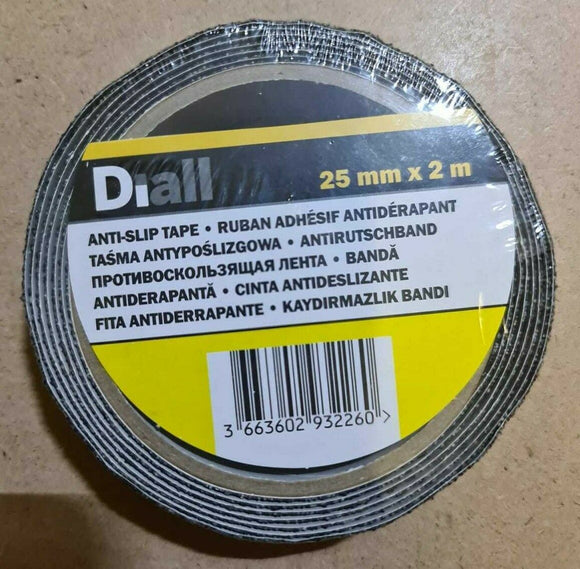 Diall
25 mm x 2 m
ANTI-SLIP TAPE • RUBAN ADHÉSIF ANTIDÉRAPANT
TAŚMA ANTYPOŚLIZGOWA • ANTIRUTSCHBAND
ПРОТИВОСКОЛЬЗЯЩАЯ ЛЕНТА • BANDĂ
ANTIDERAPANTĂ • CINTA ANTIDESLIZANTE
FITA ANTIDERRAPANTE • KAYDIRMAZLIK BANDI
3 663602 932260 >